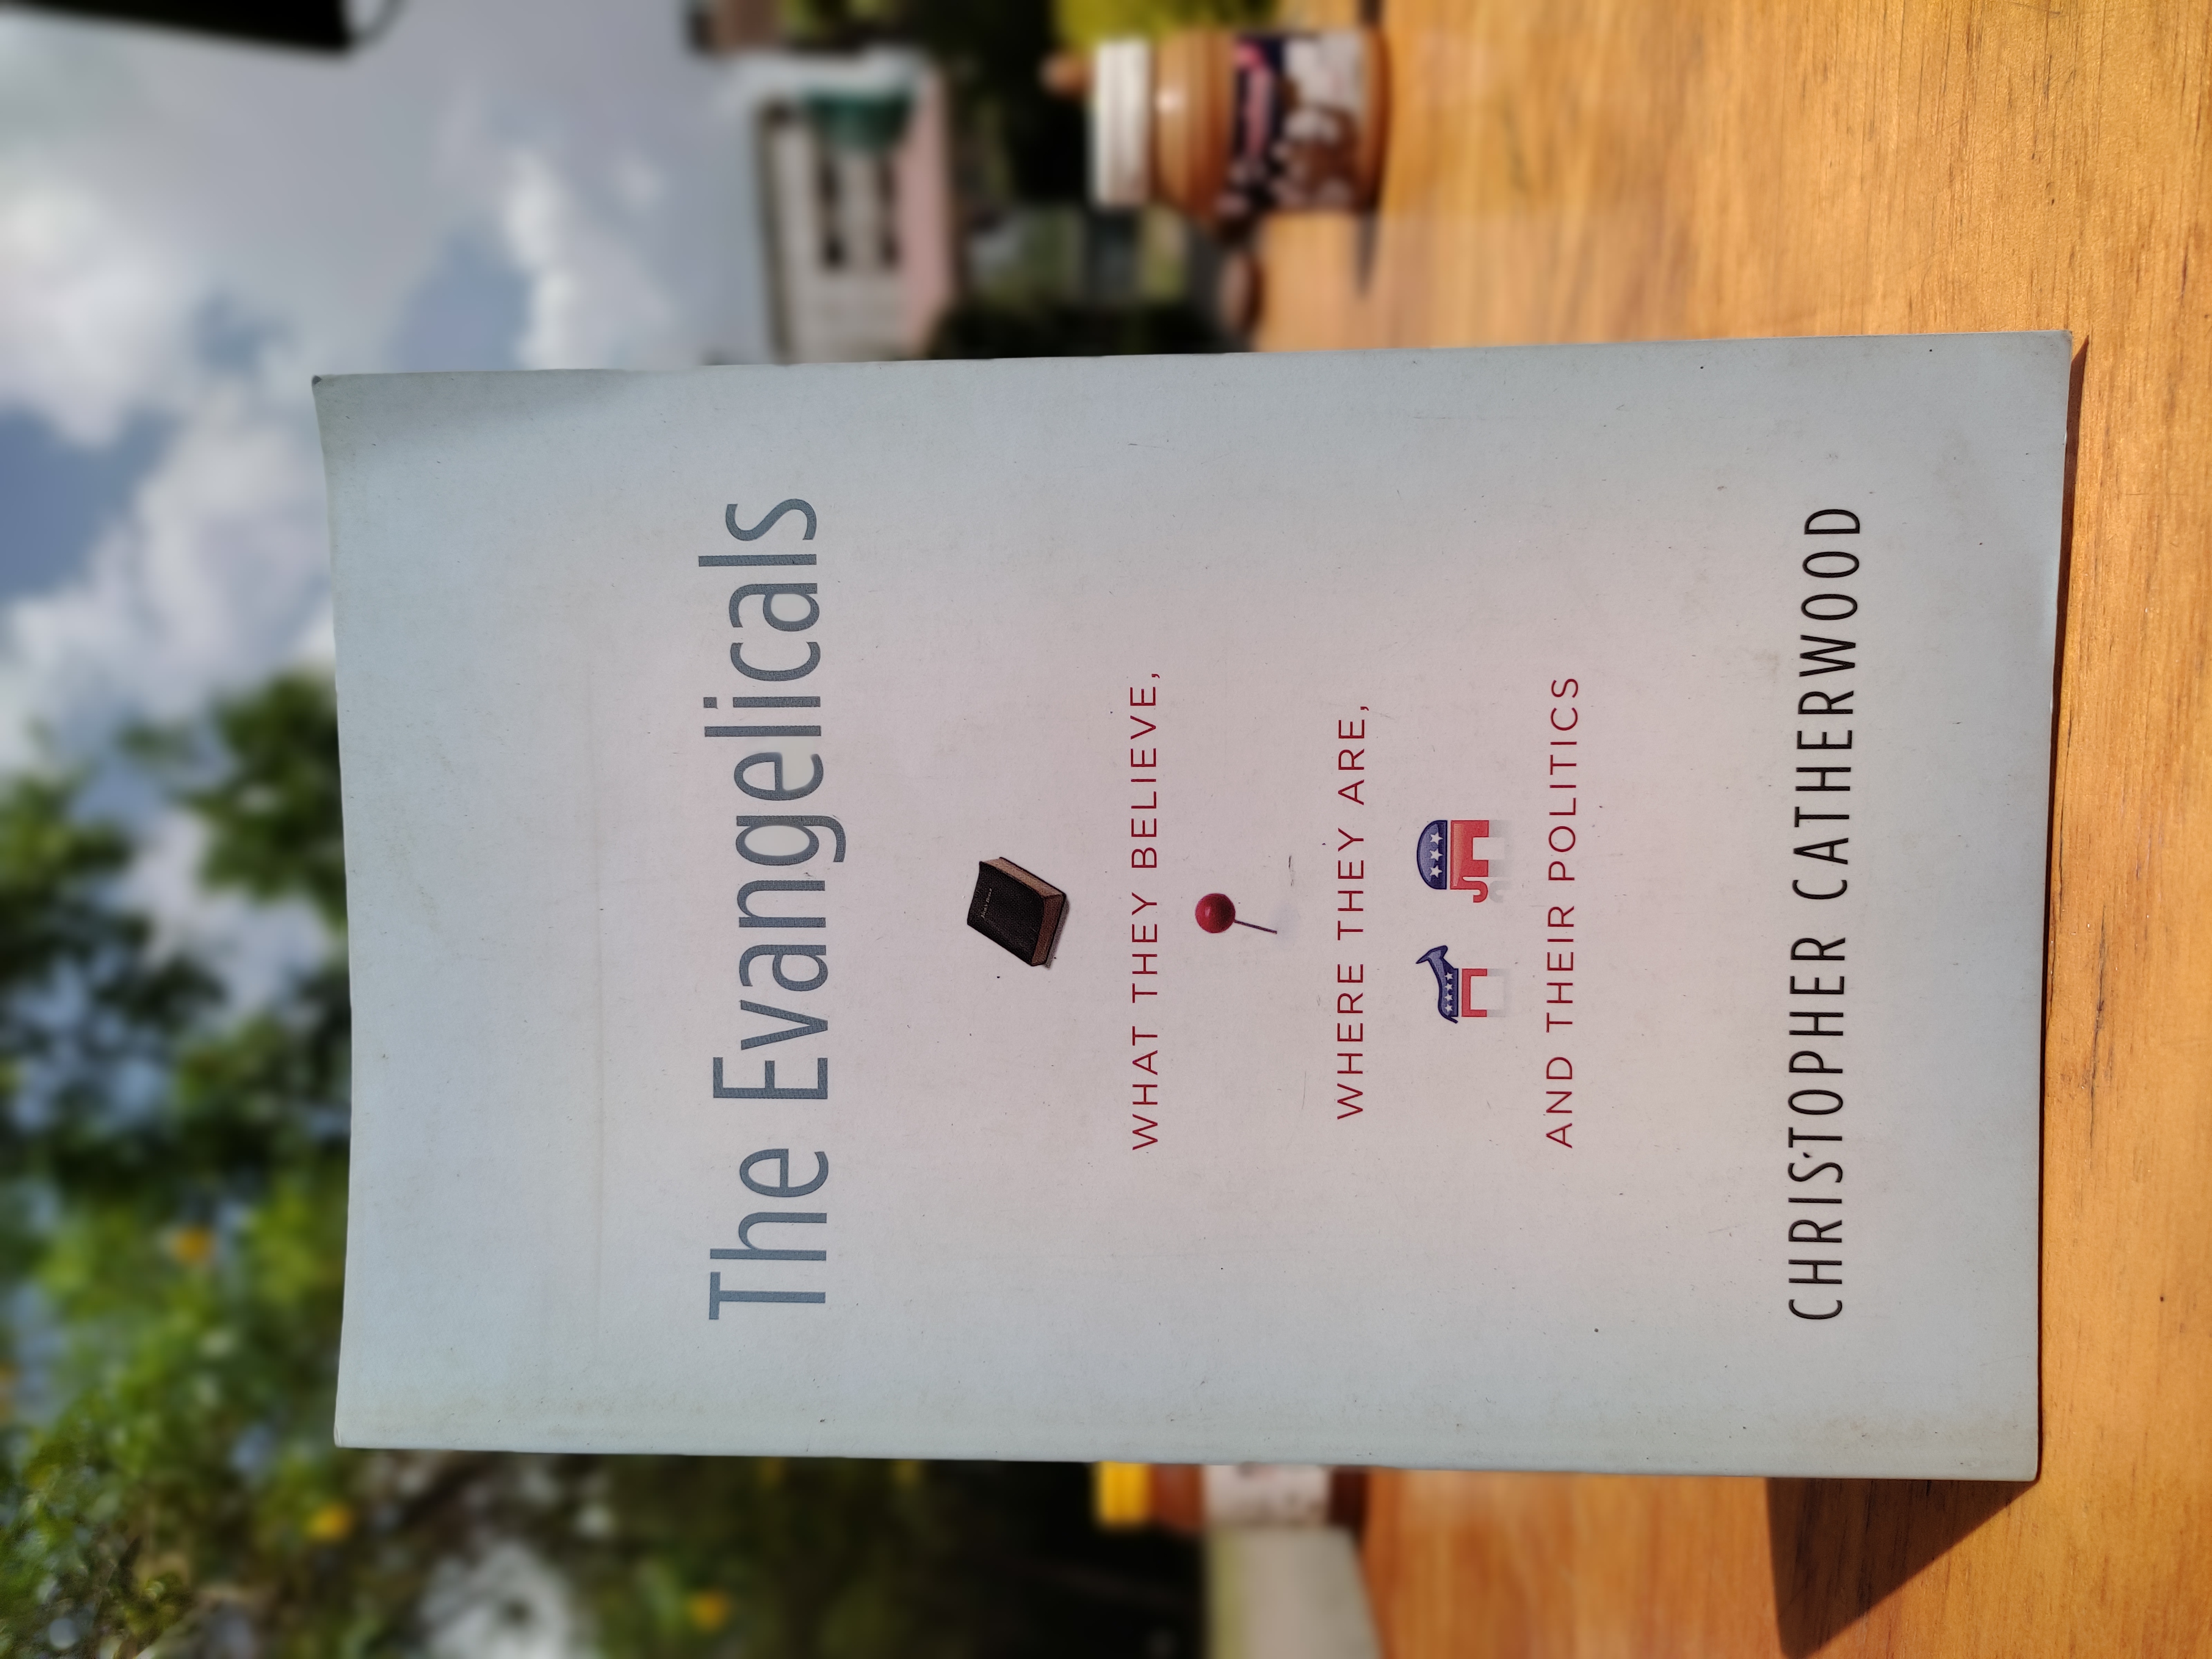 The Evangelicals
WHAT THEY BELIEVE,
WHERE THEY ARE,
AND THEIR POLITICS
CHRISTOPHER CATHERWOOD